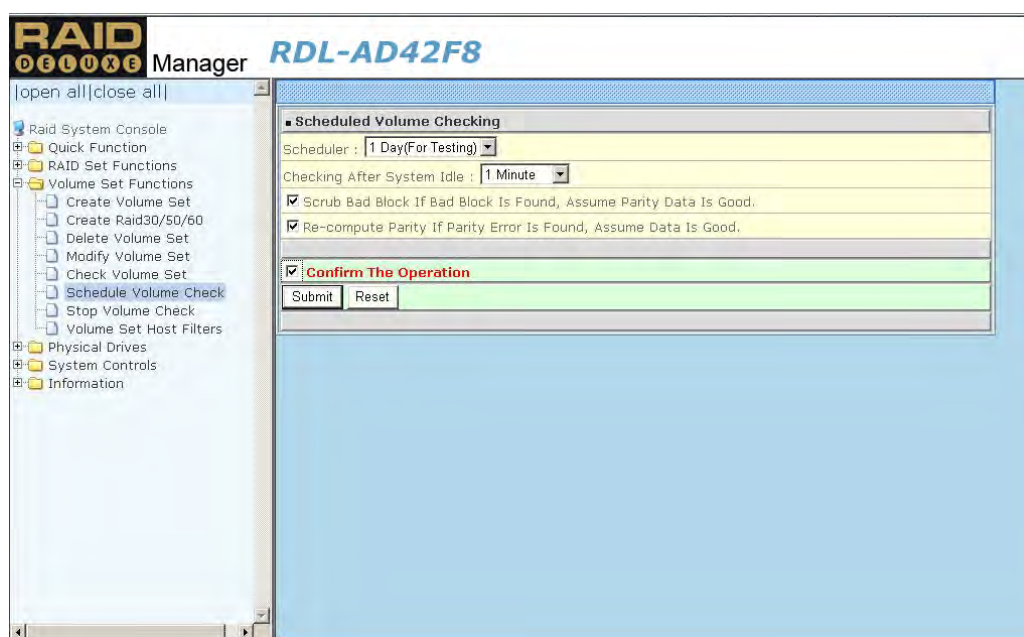 RAID
DELUXE Manager
RDL-AD42F8
|open all|close all|
Raid System Console
Quick Function
RAID Set Functions
Volume Set Functions
Create Volume Set
Create Raid30/50/60
Delete Volume Set
Modify Volume Set
Check Volume Set
Schedule Volume Check
Stop Volume Check
Volume Set Host Filters
Physical Drives
System Controls
Information
Scheduled Volume Checking
Scheduler : 1 Day(For Testing)
Checking After System Idle : 1 Minute
Scrub Bad Block If Bad Block Is Found, Assume Parity Data Is Good.
Re-compute Parity If Parity Error Is Found, Assume Data Is Good.
Confirm The Operation
Submit Reset